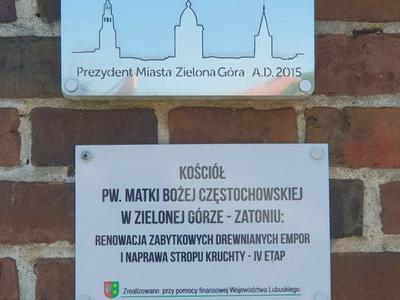 Prezydent Miasta Zielona Góra A.D. 2015
KOŚCIÓŁ
PW. MATKI BOŻEJ CZĘSTOCHOWSKIEJ
W ZIELONEJ GÓRZE - ZATONIU:
RENOWACJA ZABYTKOWYCH DREWNIANYCH EMPOR
I NAPRAWA STROPU KRUCHTY - IV ETAP
Zrealizowano przy pomocy finansowej Województwa Lubuskiego